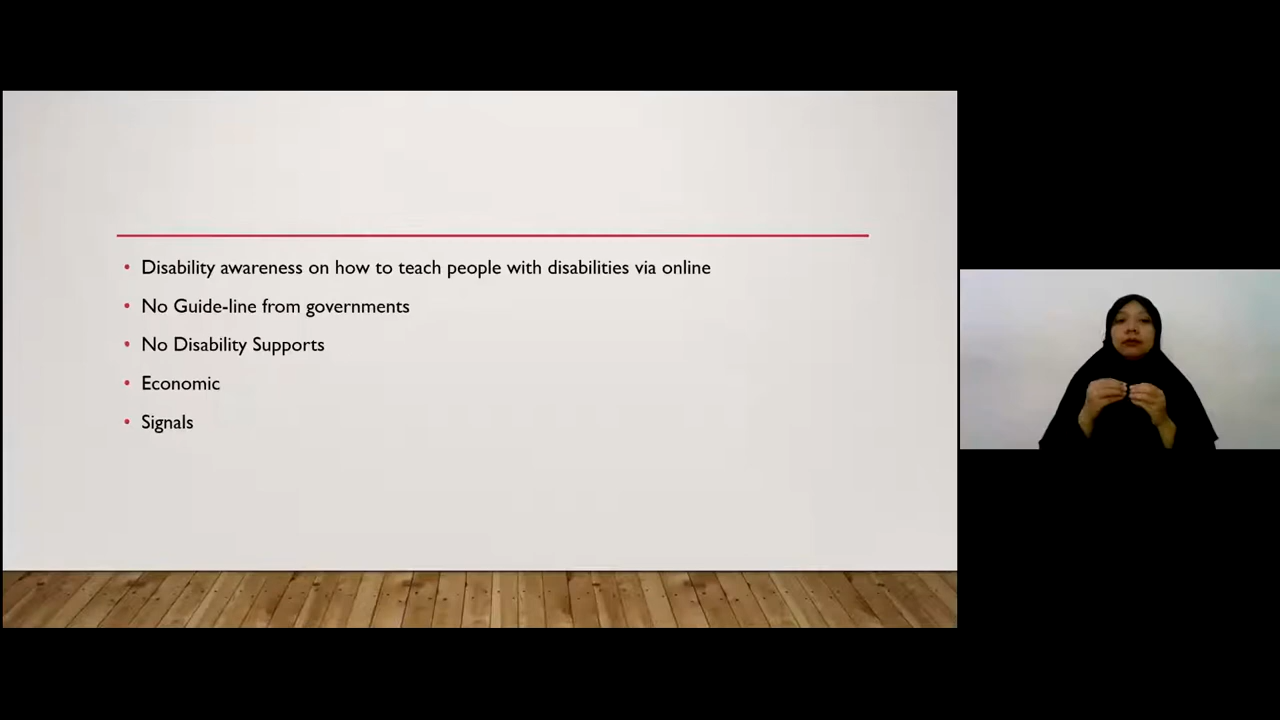 Disability awareness on how to teach people with disabilities via online
No Guide-line from governments
No Disability Supports
Economic
Signals